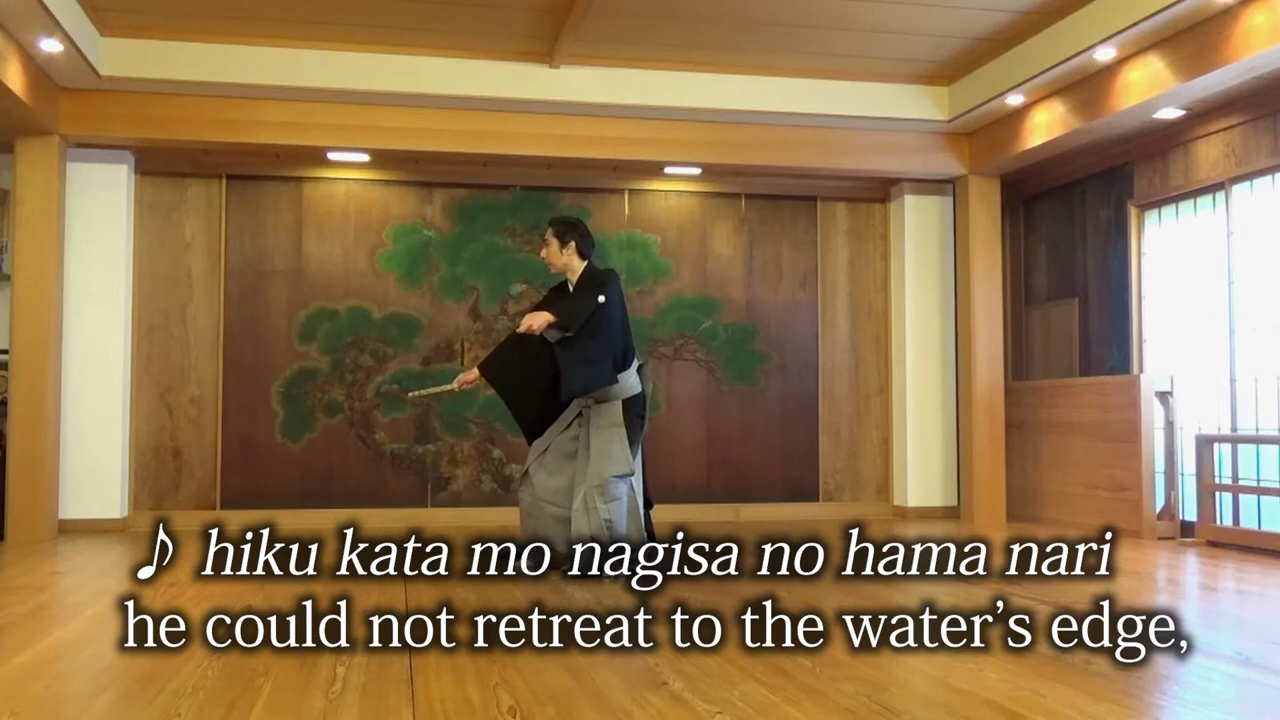 ♪ hiku kata mo nagisa no hama nari
he could not retreat to the water's edge,